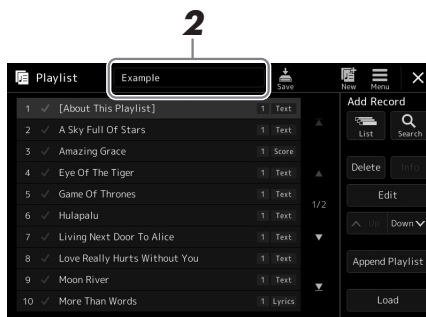 2
Playlist Example Save New Menu
Add Record
List Search
Delete Info
Edit
Up Down
Append Playlist
Load
1 [About This Playlist] 1 Text
2 A Sky Full Of Stars 1 Text
3 Amazing Grace 1 Score
4 Eye Of The Tiger 1 Text
5 Game Of Thrones 1 Text
6 Hulapalu 1 Text
7 Living Next Door To Alice 1 Text
8 Love Really Hurts Without You 1 Text
9 Moon River 1 Text
10 More Than Words 1 Lyrics
1/2